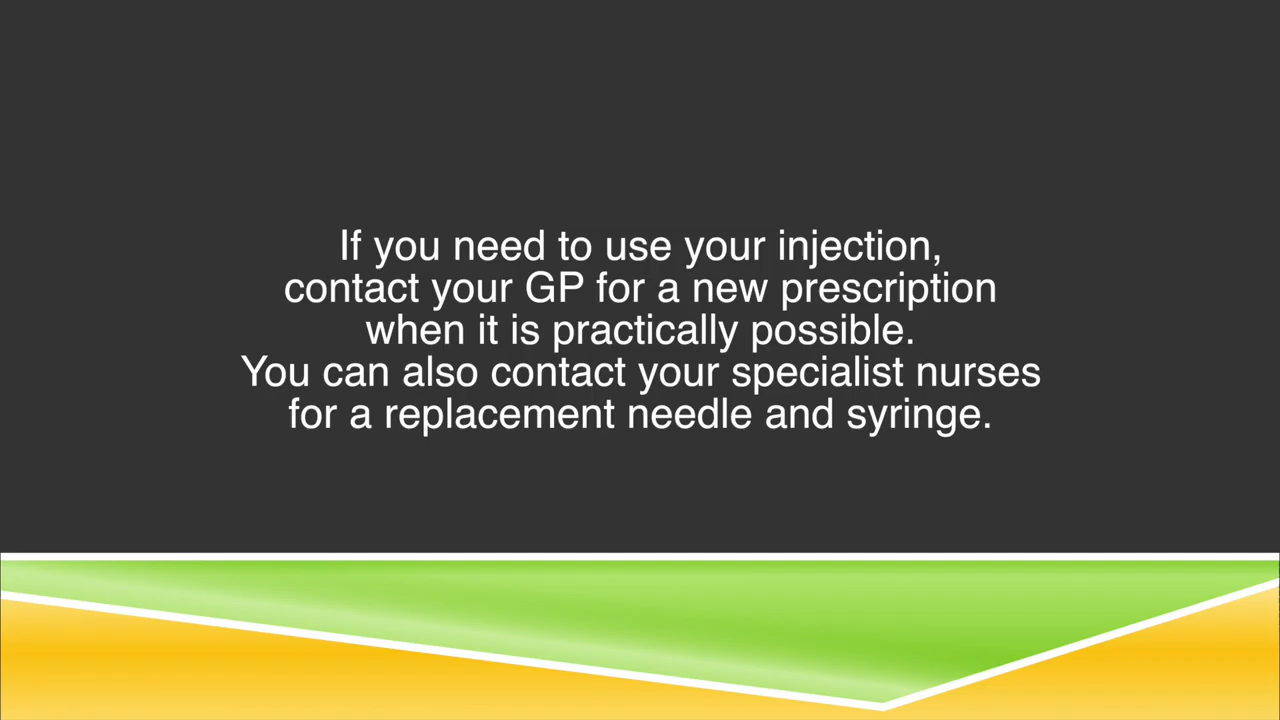 If you need to use your injection,
contact your GP for a new prescription
when it is practically possible.
You can also contact your specialist nurses
for a replacement needle and syringe.